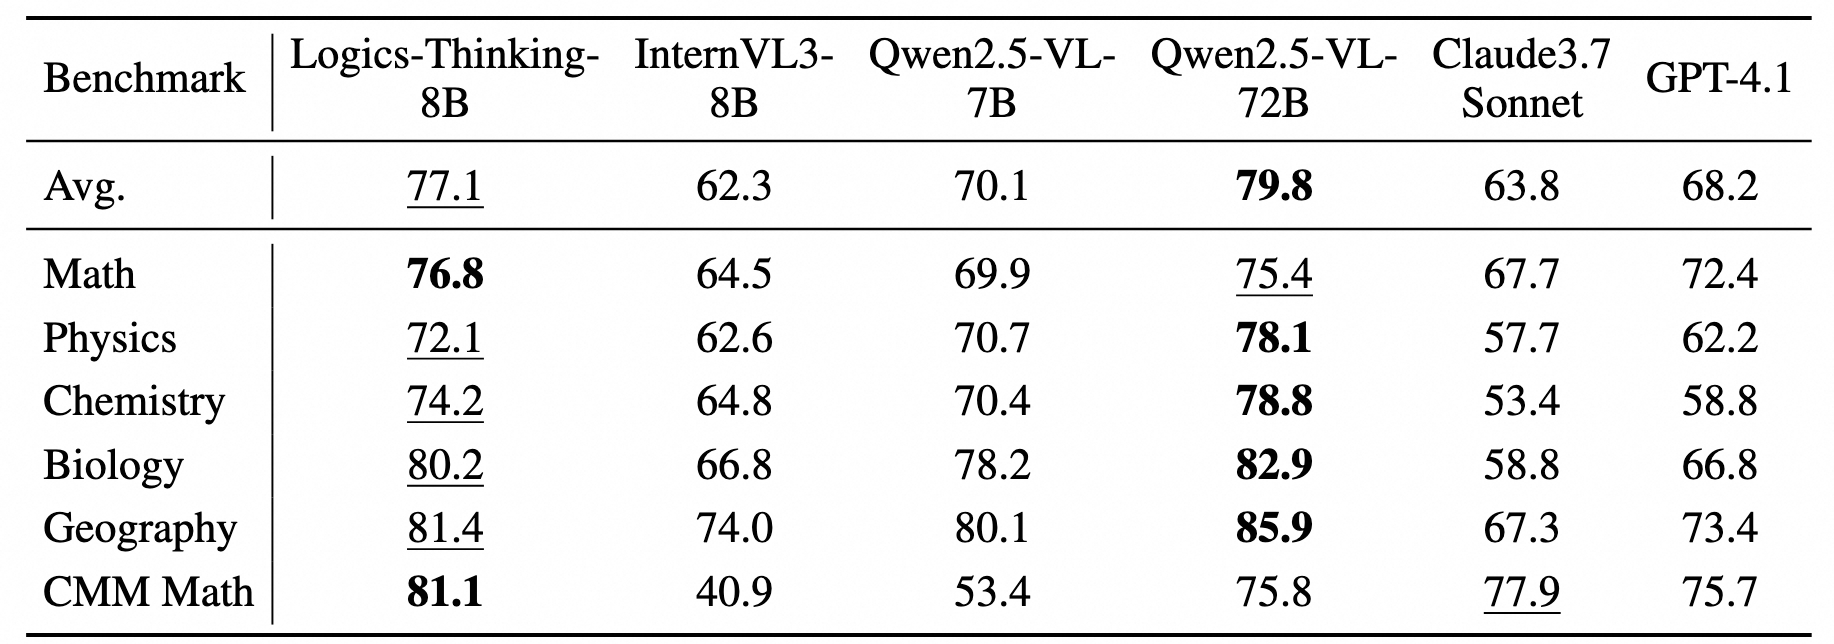 Benchmark Logics-Thinking-8B InternVL3-8B Qwen2.5-VL-7B Qwen2.5-VL-72B Claude3.7 Sonnet GPT-4.1
Avg. 77.1 62.3 70.1 79.8 63.8 68.2
Math 76.8 64.5 69.9 75.4 67.7 72.4
Physics 72.1 62.6 70.7 78.1 57.7 62.2
Chemistry 74.2 64.8 70.4 78.8 53.4 58.8
Biology 80.2 66.8 78.2 82.9 58.8 66.8
Geography 81.4 74.0 80.1 85.9 67.3 73.4
CMM Math 81.1 40.9 53.4 75.8 77.9 75.7